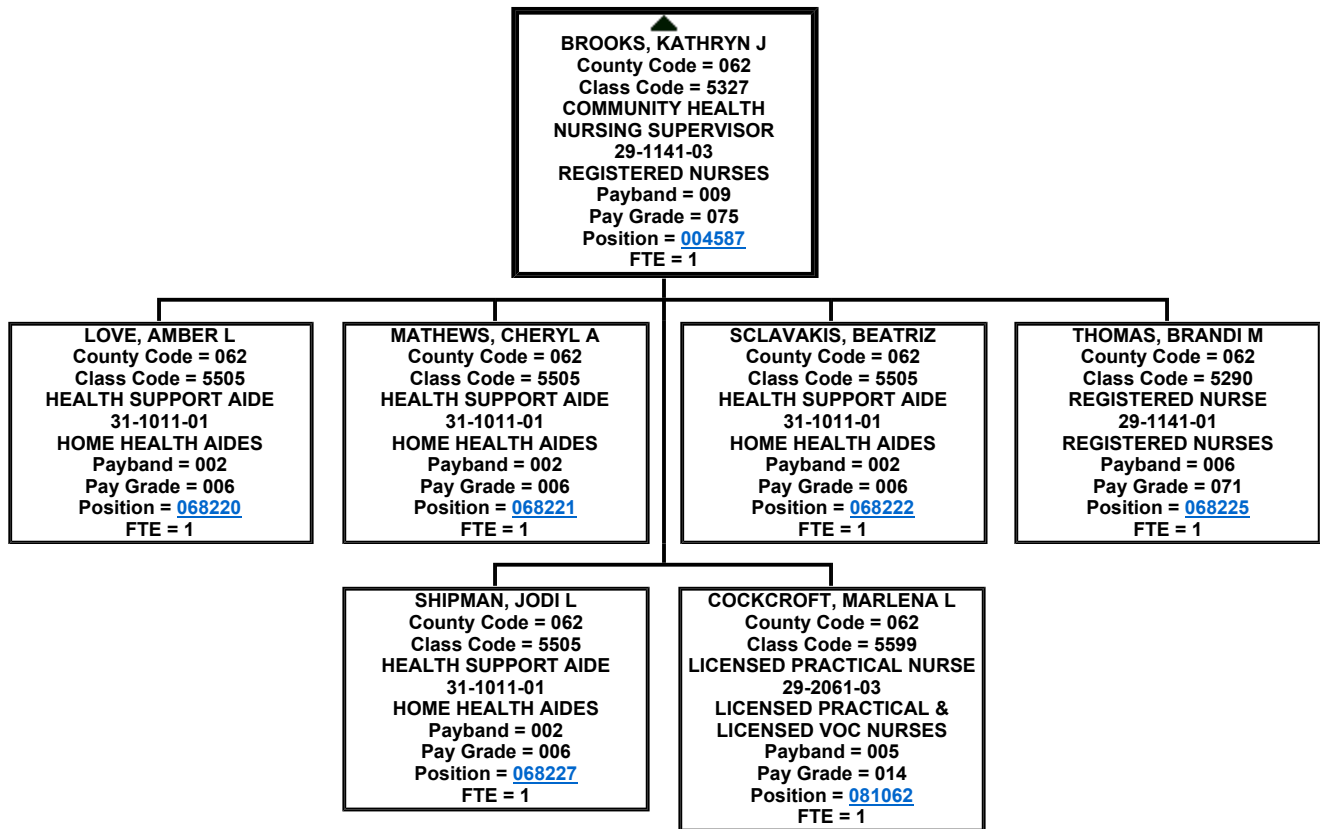 BROOKS, KATHRYN J
County Code = 062
Class Code = 5327
COMMUNITY HEALTH
NURSING SUPERVISOR
29-1141-03
REGISTERED NURSES
Payband = 009
Pay Grade = 075
Position = 004587
FTE = 1
LOVE, AMBER L
County Code = 062
Class Code = 5505
HEALTH SUPPORT AIDE
31-1011-01
HOME HEALTH AIDES
Payband = 002
Pay Grade = 006
Position = 068220
FTE = 1
MATHEWS, CHERYL A
County Code = 062
Class Code = 5505
HEALTH SUPPORT AIDE
31-1011-01
HOME HEALTH AIDES
Payband = 002
Pay Grade = 006
Position = 068221
FTE = 1
SCLAVAKIS, BEATRIZ
County Code = 062
Class Code = 5505
HEALTH SUPPORT AIDE
31-1011-01
HOME HEALTH AIDES
Payband = 002
Pay Grade = 006
Position = 068222
FTE = 1
THOMAS, BRANDI M
County Code = 062
Class Code = 5290
REGISTERED NURSE
29-1141-01
REGISTERED NURSES
Payband = 006
Pay Grade = 071
Position = 068225
FTE = 1
SHIPMAN, JODI L
County Code = 062
Class Code = 5505
HEALTH SUPPORT AIDE
31-1011-01
HOME HEALTH AIDES
Payband = 002
Pay Grade = 006
Position = 068227
FTE = 1
COCKCROFT, MARLENA L
County Code = 062
Class Code = 5599
LICENSED PRACTICAL NURSE
29-2061-03
LICENSED PRACTICAL &
LICENSED VOC NURSES
Payband = 005
Pay Grade = 014
Position = 081062
FTE = 1